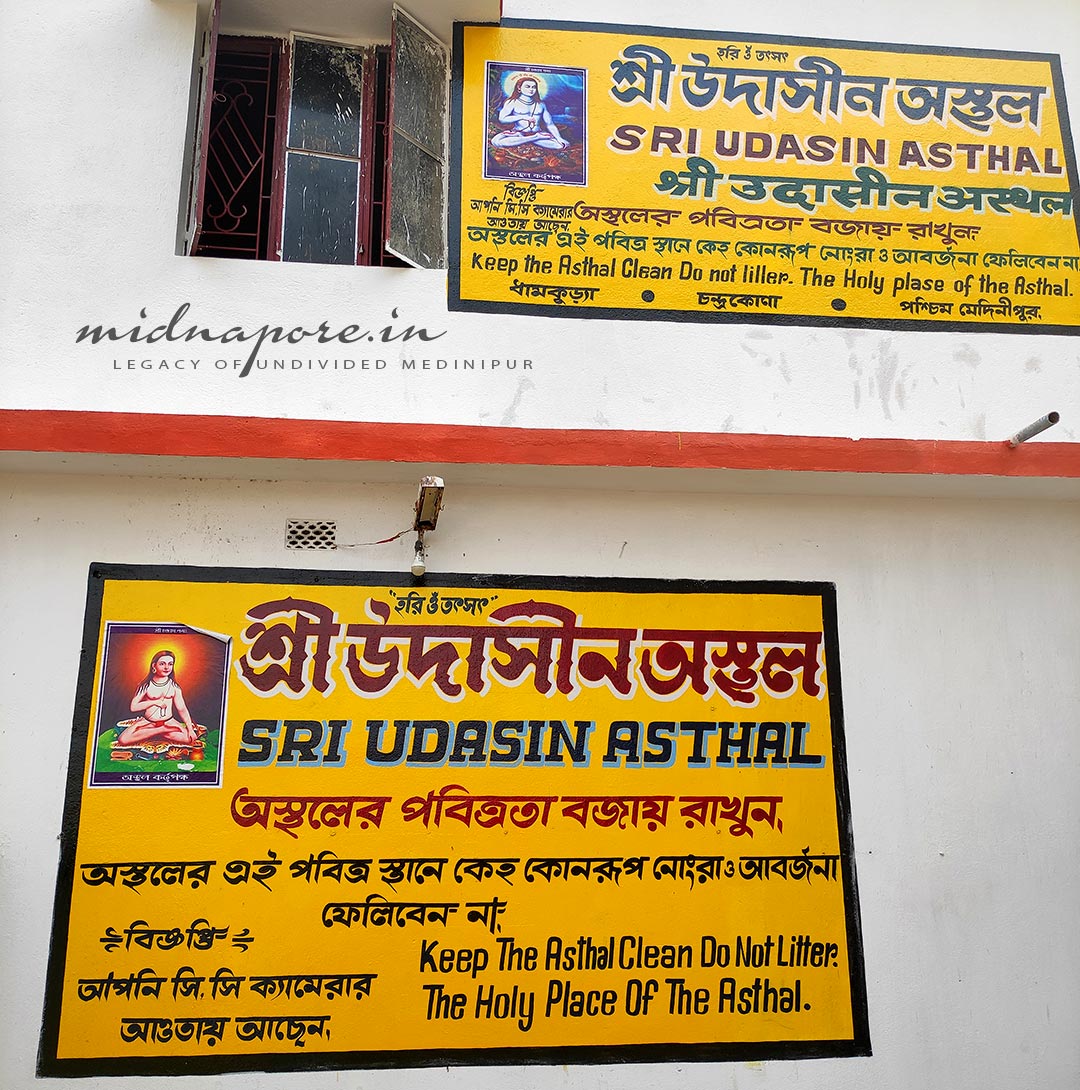 হরি ওঁ তৎসৎ
শ্রী উদাসীন অস্থল
SRI UDASIN ASTHAL
श्री उदासीन अस्थल
বিজ্ঞপ্তি
আপনি সি.সি ক্যামেরার
আওতায় আছেন,
অস্থলের পবিত্রতা বজায় রাখুন,
অস্থলের এই পবিত্র স্থানে কেহ কোনরূপ নোংরা ও আবর্জনা ফেলিবেন না
Keep the Asthal Clean Do not liller. The Holy plase of the Asthal.
ধামকুড়্যা • চন্দ্রকোনা • পশ্চিম মেদিনীপুর,
midnapore.in
LEGACY OF UNDIVIDED MEDINIPUR
"হরি ওঁ তৎসৎ"
শ্রী উদাসীন অস্থল
SRI UDASIN ASTHAL
অস্থলের পবিত্রতা বজায় রাখুন,
অস্থলের এই পবিত্র স্থানে কেহ কোনরূপ নোংরা ও আবর্জনা
ফেলিবেন না,
বিজ্ঞপ্তি
আপনি সি.সি ক্যামেরার
আওতায় আছেন,
Keep The Asthal Clean Do Not Litter.
The Holy Place Of The Asthal.